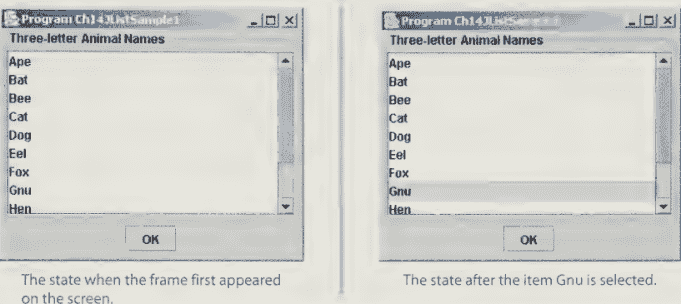 Program Ch14JListSample1
Three-letter Animal Names
Ape
Bat
Bee
Cat
Dog
Eel
Fox
Gnu
Hen
OK
The state when the frame first appeared
on the screen.
Program
Three-letter Animal Names
Ape
Bat
Bee
Cat
Dog
Eel
Fox
Gnu
Hen
OK
The state after the item Gnu is selected.